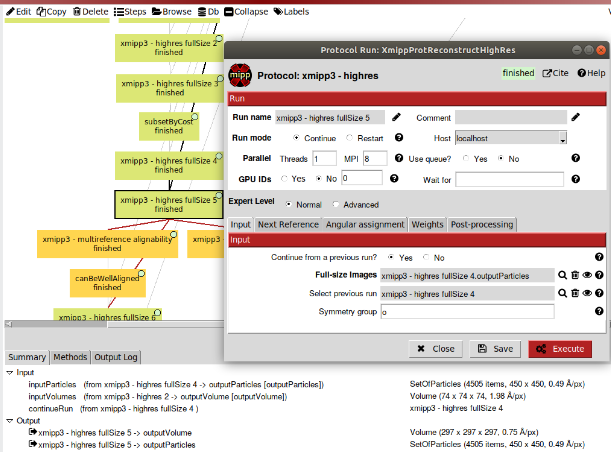 Edit Copy Delete Steps Browse Db Collapse Labels
xmipp3 - highres fullSize 2
finished
xmipp3 - highres fullSize 3
finished
subsetByCost
finished
xmipp3 - highres fullSize 4
finished
xmipp3 - highres fullSize 5
finished
xmipp3 - multireference alignability
finished
xmipp3 -
canBeWellAligned
finished
xmipp3 - highres fullSize 6
Protocol Run: XmippProtReconstructHighRes
mipp
Protocol: xmipp3 - highres
finished Cite Help
Run
Run name xmipp3 - highres fullSize 5 Comment
Run mode Continue Restart Host localhost
Parallel Threads 1 MPI 8 Use queue? Yes No
GPU IDs Yes No 0 Wait for
Expert Level Normal Advanced
Input Next Reference Angular assignment Weights Post-processing
Input
Continue from a previous run? Yes No
Full-size Images xmipp3 - highres fullSize 4.outputParticles
Select previous run xmipp3 - highres fullSize 4
Symmetry group o
Close Save Execute
Summary Methods Output Log
Input
inputParticles (from xmipp3 - highres fullSize 4 -> outputParticles [outputParticles]) SetOfParticles (4505 items, 450 x 450, 0.49 Å/px)
inputVolumes (from xmipp3 - highres 2 -> outputVolume [outputVolume]) Volume (74 x 74 x 74, 1.98 Å/px)
continueRun (from xmipp3 - highres fullSize 4 ) xmipp3 - highres fullSize 4
Output
xmipp3 - highres fullSize 5 -> outputVolume Volume (297 x 297 x 297, 0.75 Å/px)
xmipp3 - highres fullSize 5 -> outputParticles SetOfParticles (4505 items, 450 x 450, 0.49 Å/px)